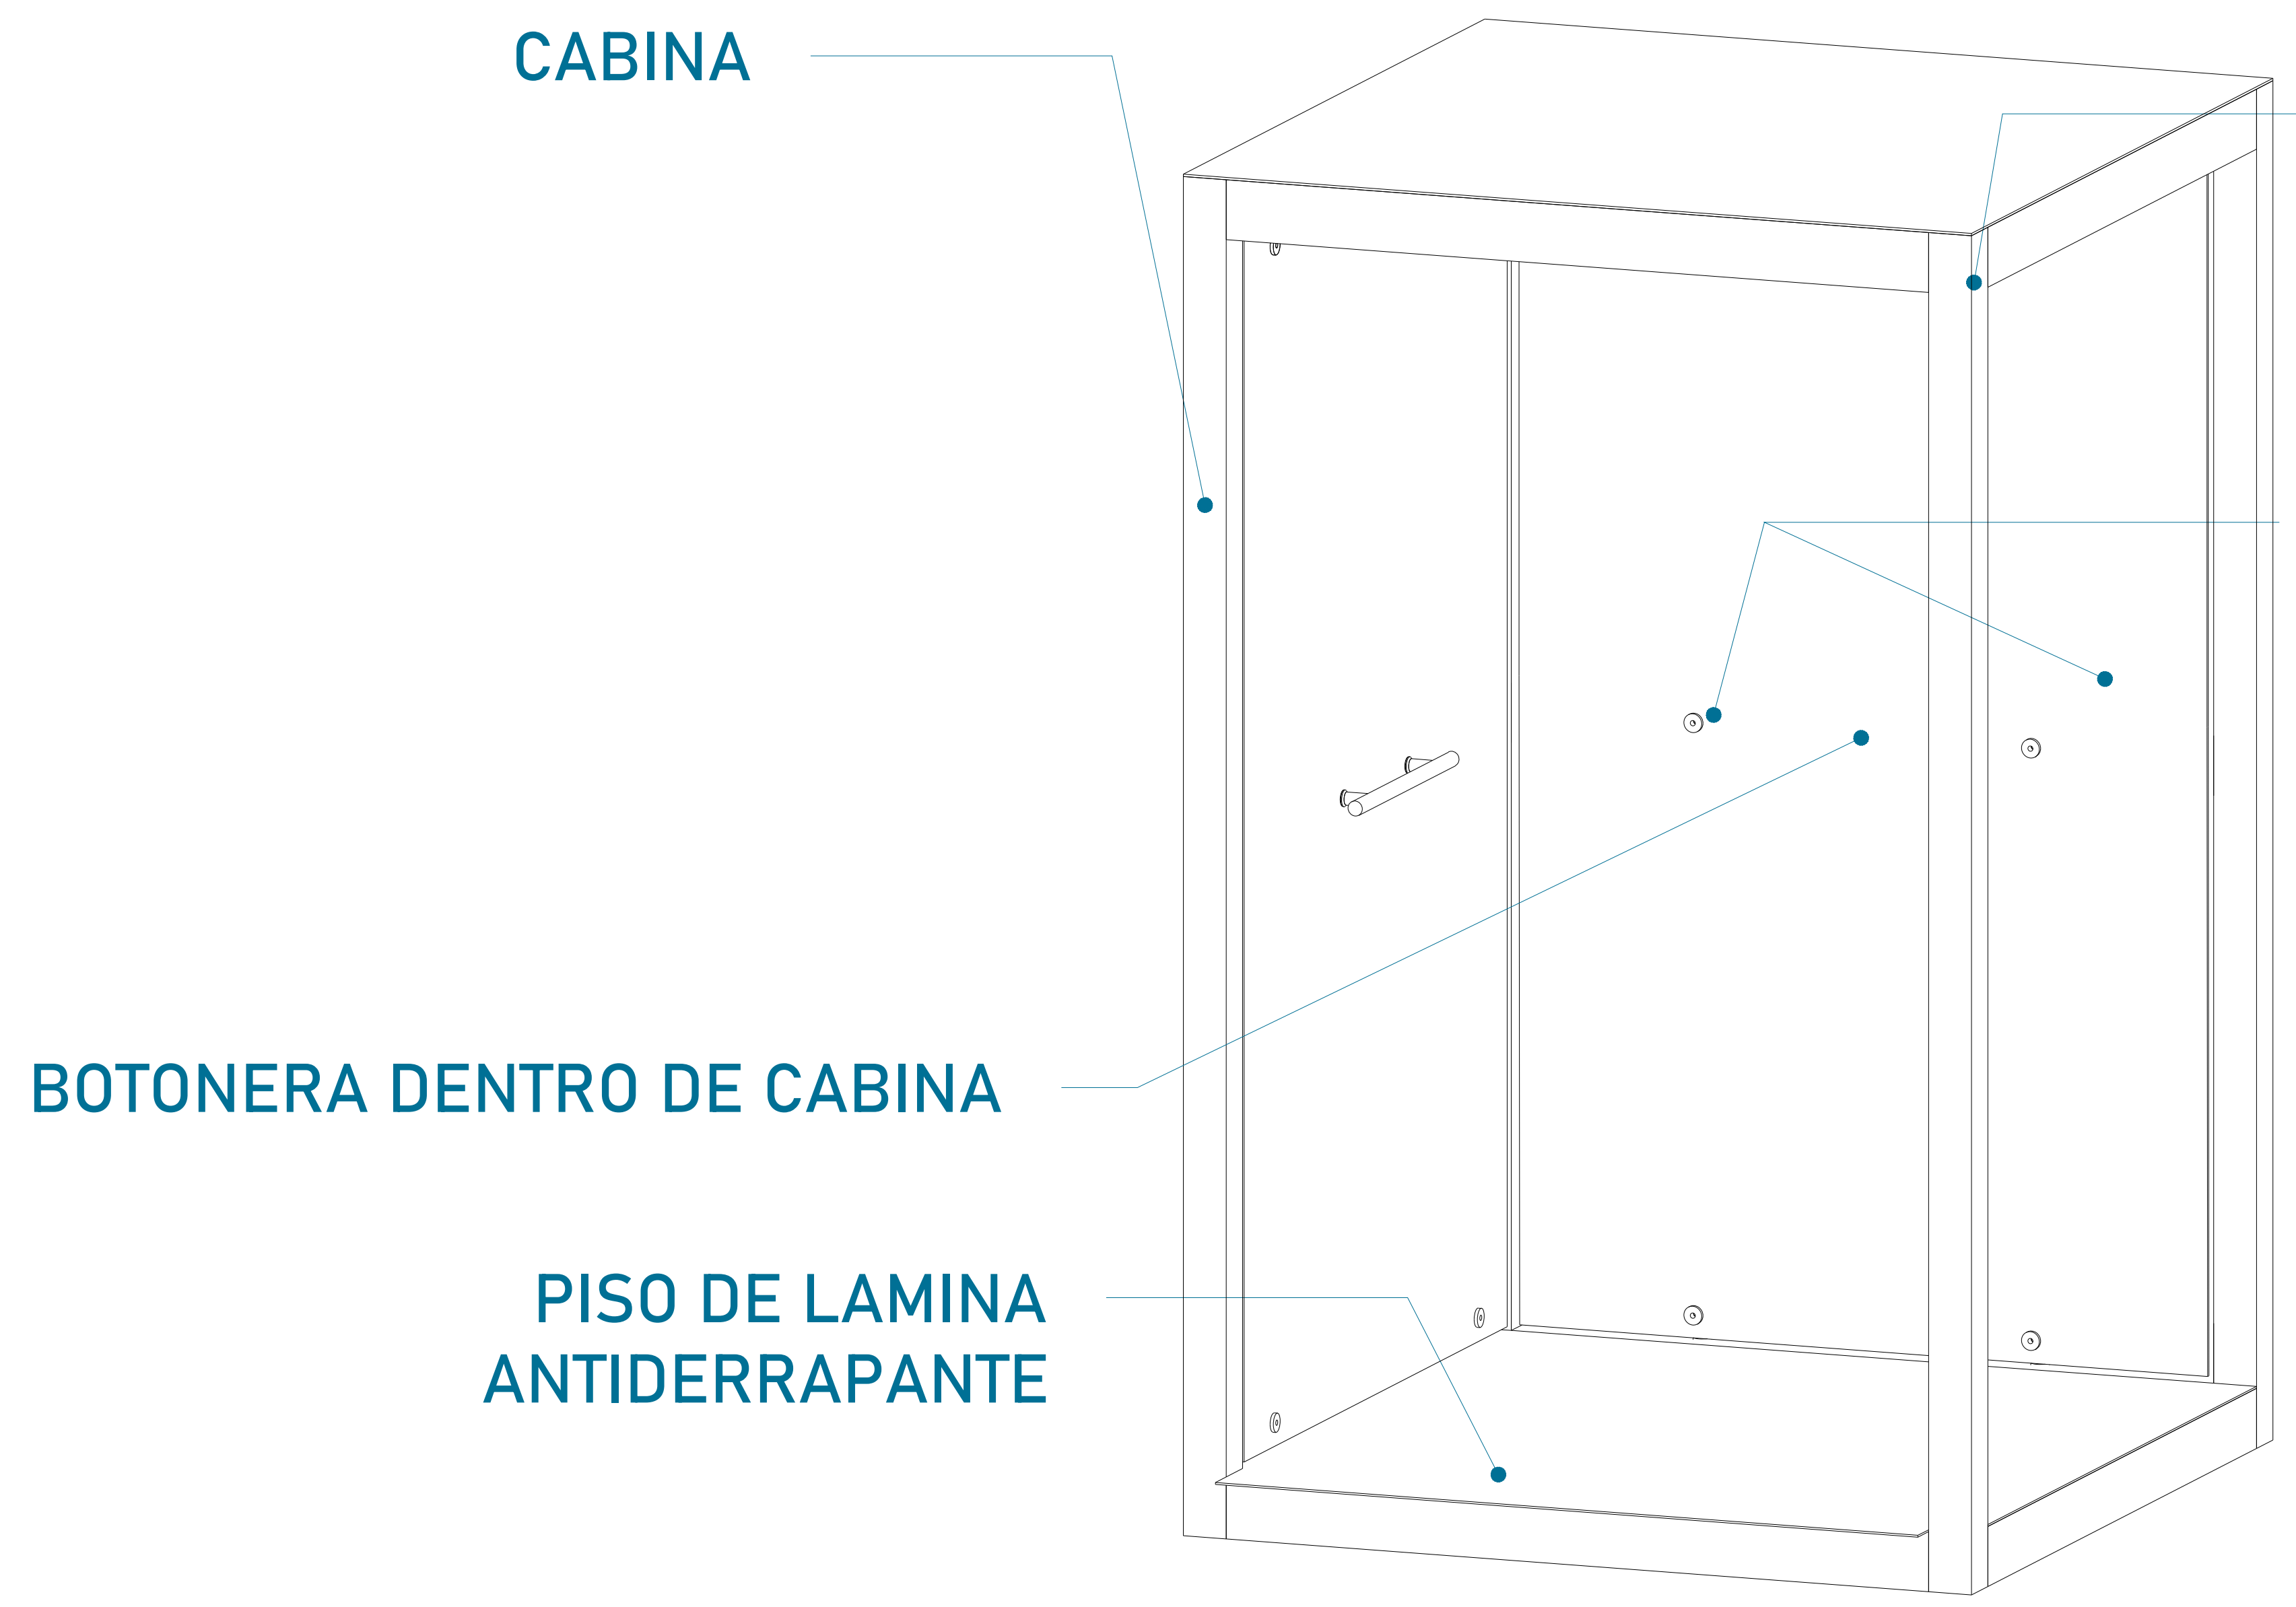 CABINA
BOTONERA DENTRO DE CABINA
PISO DE LAMINA
ANTIDERRAPANTE